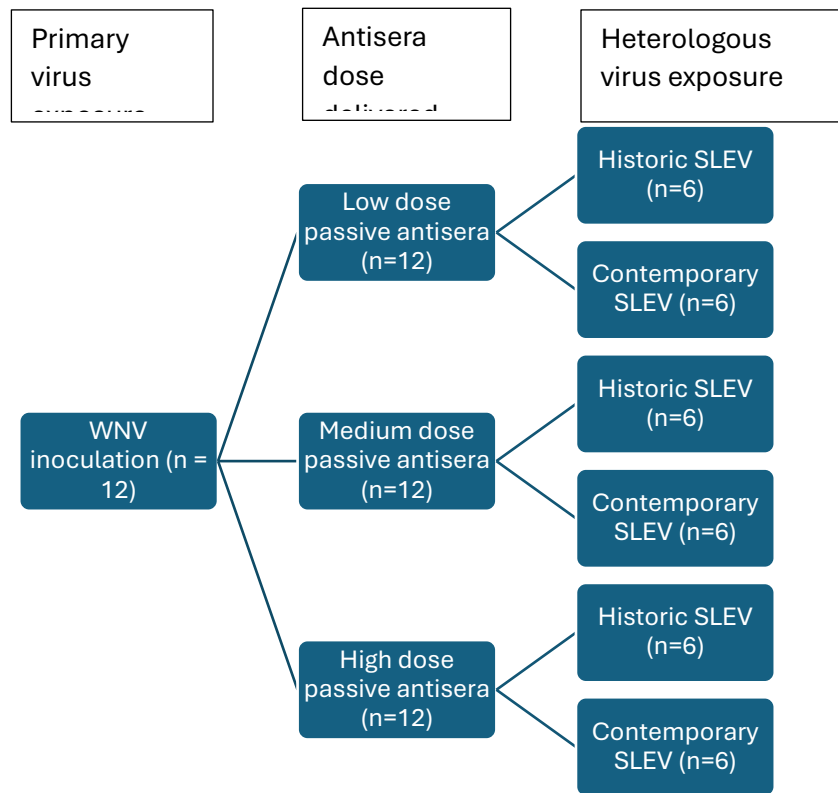 Primary
virus
Antisera
dose
Heterologous
virus exposure
Historic SLEV
(n=6)
Low dose
passive antisera
(n=12)
Contemporary
SLEV (n=6)
Historic SLEV
(n=6)
WNV
inoculation (n =
12)
Medium dose
passive antisera
(n=12)
Contemporary
SLEV (n=6)
Historic SLEV
(n=6)
High dose
passive antisera
(n=12)
Contemporary
SLEV (n=6)